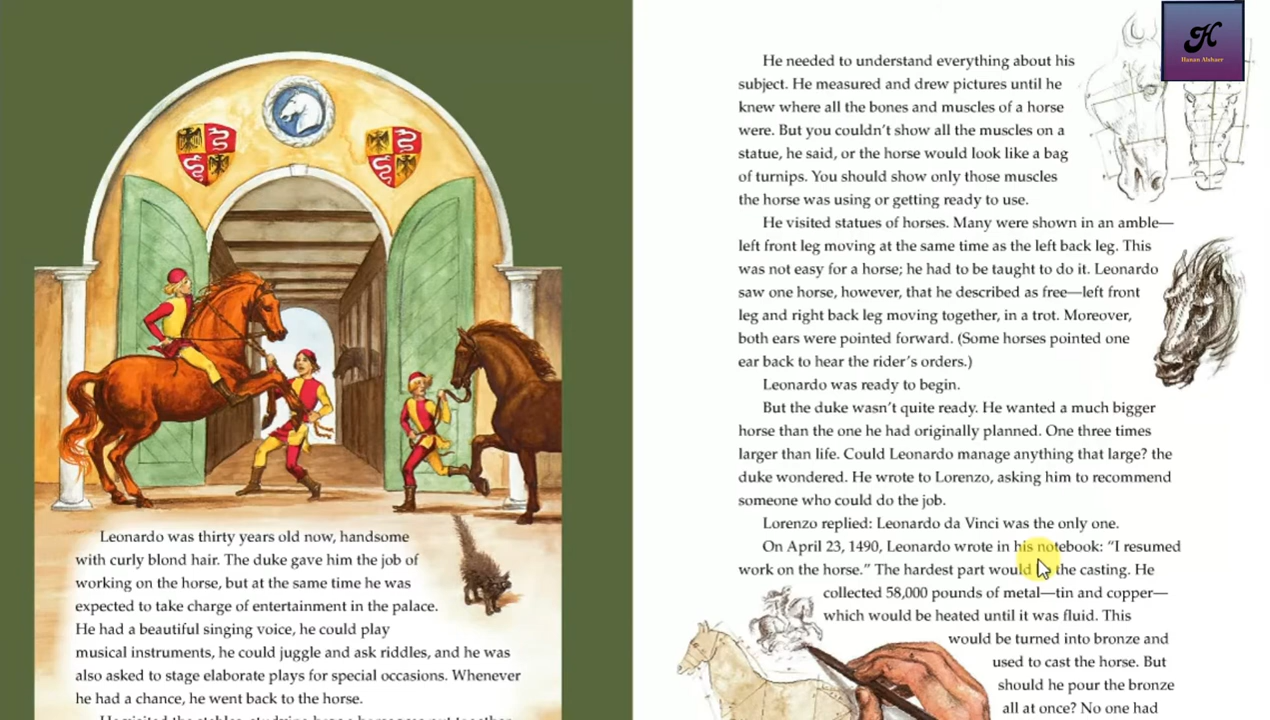 Leonardo was thirty years old now, handsome
with curly blond hair. The duke gave him the job of
working on the horse, but at the same time he was
expected to take charge of entertainment in the palace.
He had a beautiful singing voice, he could play
musical instruments, he could juggle and ask riddles, and he was
also asked to stage elaborate plays for special occasions. Whenever
he had a chance, he went back to the horse.
He visited the stables, studying how a horse was put together.
H
Hanan Alshaer
He needed to understand everything about his
subject. He measured and drew pictures until he
knew where all the bones and muscles of a horse
were. But you couldn't show all the muscles on a
statue, he said, or the horse would look like a bag
of turnips. You should show only those muscles
the horse was using or getting ready to use.
He visited statues of horses. Many were shown in an amble—
left front leg moving at the same time as the left back leg. This
was not easy for a horse; he had to be taught to do it. Leonardo
saw one horse, however, that he described as free—left front
leg and right back leg moving together, in a trot. Moreover,
both ears were pointed forward. (Some horses pointed one
ear back to hear the rider's orders.)
Leonardo was ready to begin.
But the duke wasn't quite ready. He wanted a much bigger
horse than the one he had originally planned. One three times
larger than life. Could Leonardo manage anything that large? the
duke wondered. He wrote to Lorenzo, asking him to recommend
someone who could do the job.
Lorenzo replied: Leonardo da Vinci was the only one.
On April 23, 1490, Leonardo wrote in his notebook: "I resumed
work on the horse." The hardest part would the casting. He
collected 58,000 pounds of metal—tin and copper—
which would be heated until it was fluid. This
would be turned into bronze and
used to cast the horse. But
should he pour the bronze
all at once? No one had